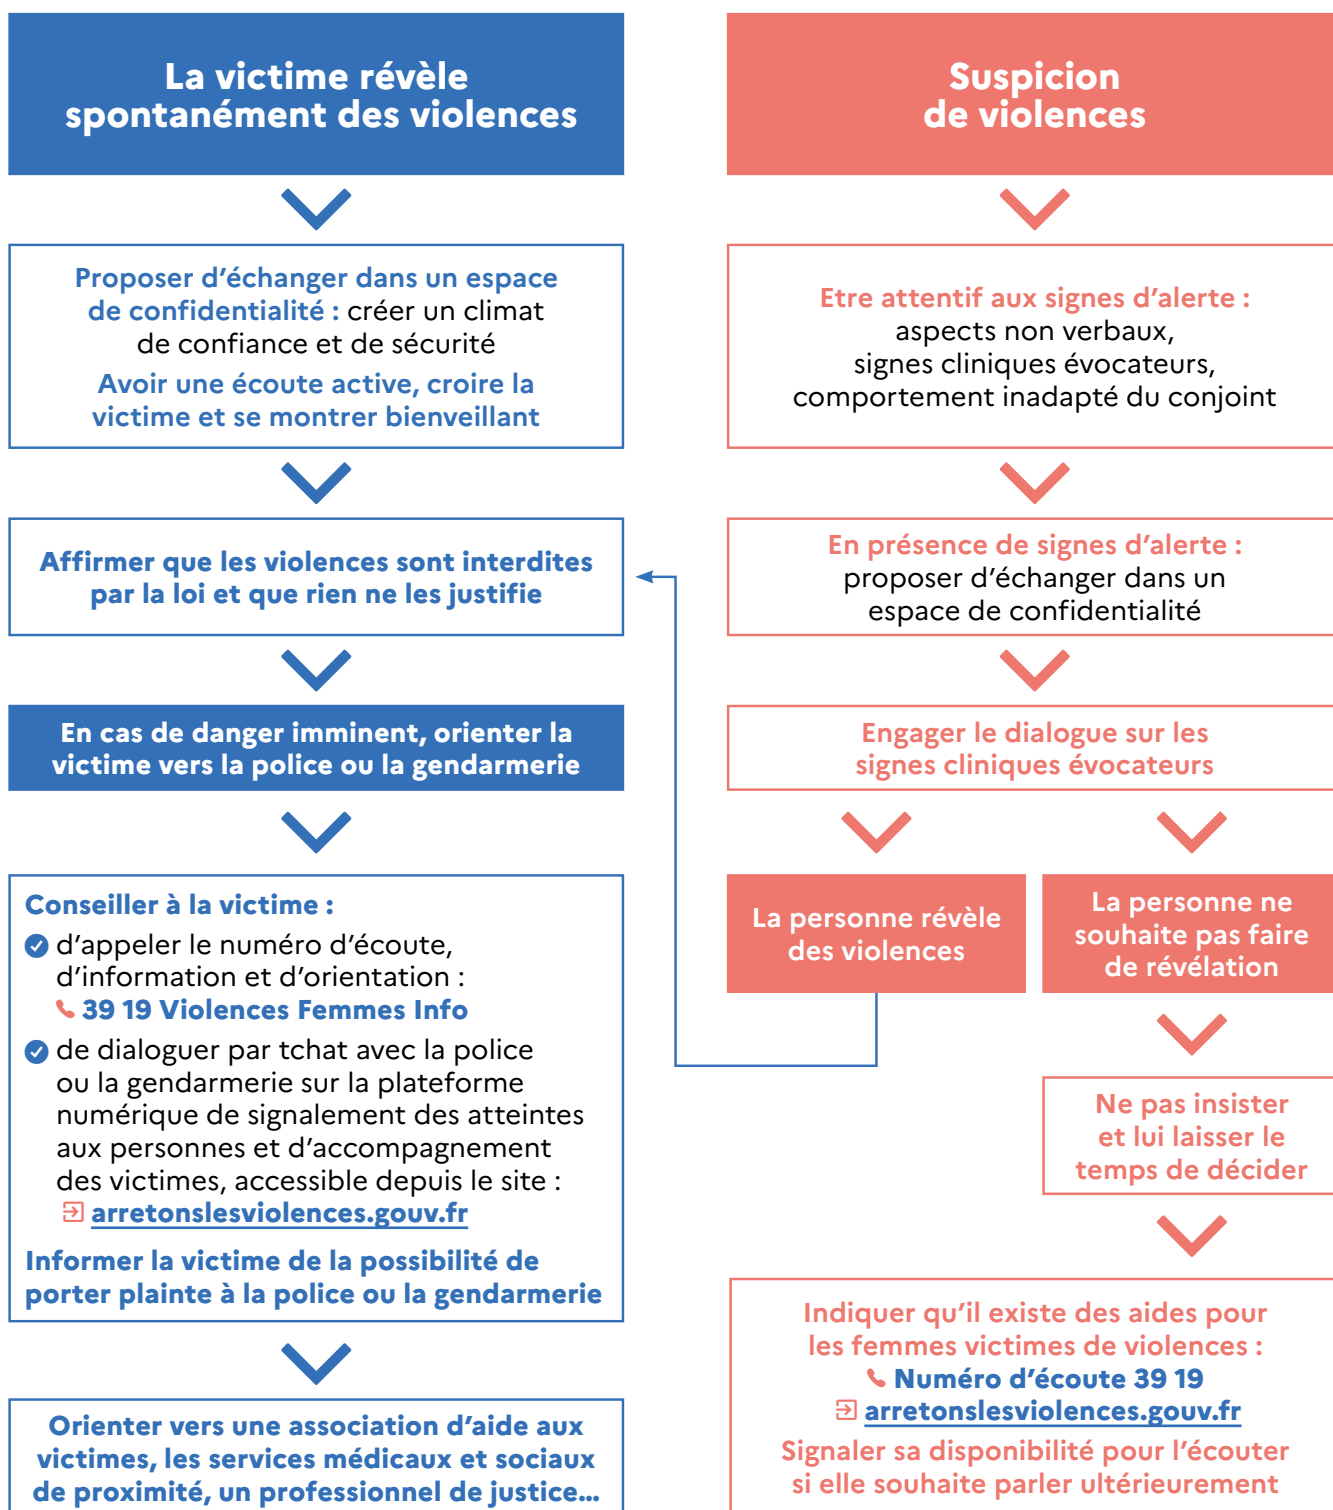 La victime révèle
spontanément des violences
Proposer d'échanger dans un espace
de confidentialité : créer un climat
de confiance et de sécurité
Avoir une écoute active, croire la
victime et se montrer bienveillant
Affirmer que les violences sont interdites
par la loi et que rien ne les justifie
En cas de danger imminent, orienter la
victime vers la police ou la gendarmerie
Conseiller à la victime :
d'appeler le numéro d'écoute,
d'information et d'orientation :
39 19 Violences Femmes Info
de dialoguer par tchat avec la police
ou la gendarmerie sur la plateforme
numérique de signalement des atteintes
aux personnes et d'accompagnement
des victimes, accessible depuis le site :
arretonslesviolences.gouv.fr
Informer la victime de la possibilité de
porter plainte à la police ou la gendarmerie
Orienter vers une association d'aide aux
victimes, les services médicaux et sociaux
de proximité, un professionnel de justice...
Suspicion
de violences
Etre attentif aux signes d'alerte :
aspects non verbaux,
signes cliniques évocateurs,
comportement inadapté du conjoint
En présence de signes d'alerte :
proposer d'échanger dans un
espace de confidentialité
Engager le dialogue sur les
signes cliniques évocateurs
La personne révèle
des violences
La personne ne
souhaite pas faire
de révélation
Ne pas insister
et lui laisser le
temps de décider
Indiquer qu'il existe des aides pour
les femmes victimes de violences :
Numéro d'écoute 39 19
arretonslesviolences.gouv.fr
Signaler sa disponibilité pour l'écouter
si elle souhaite parler ultérieurement